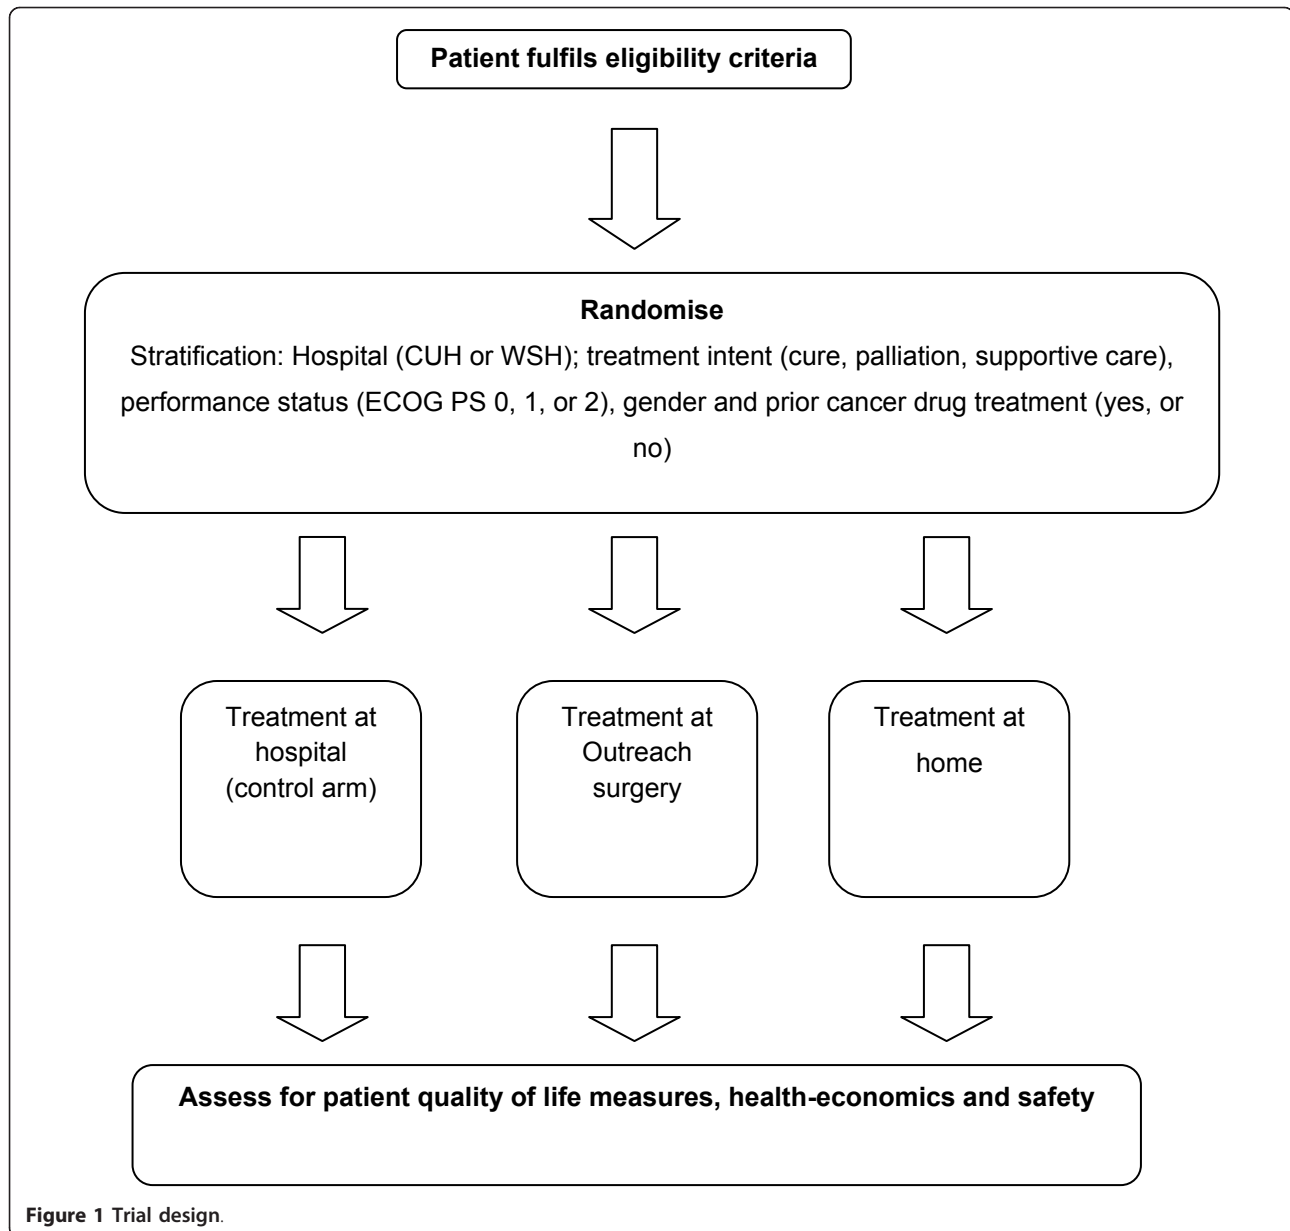 Patient fulfils eligibility criteria
Randomise
Stratification: Hospital (CUH or WSH); treatment intent (cure, palliation, supportive care),
performance status (ECOG PS 0, 1, or 2), gender and prior cancer drug treatment (yes, or
no)
Treatment at
hospital
(control arm)
Treatment at
Outreach
surgery
Treatment at
home
Assess for patient quality of life measures, health-economics and safety
Figure 1 Trial design.